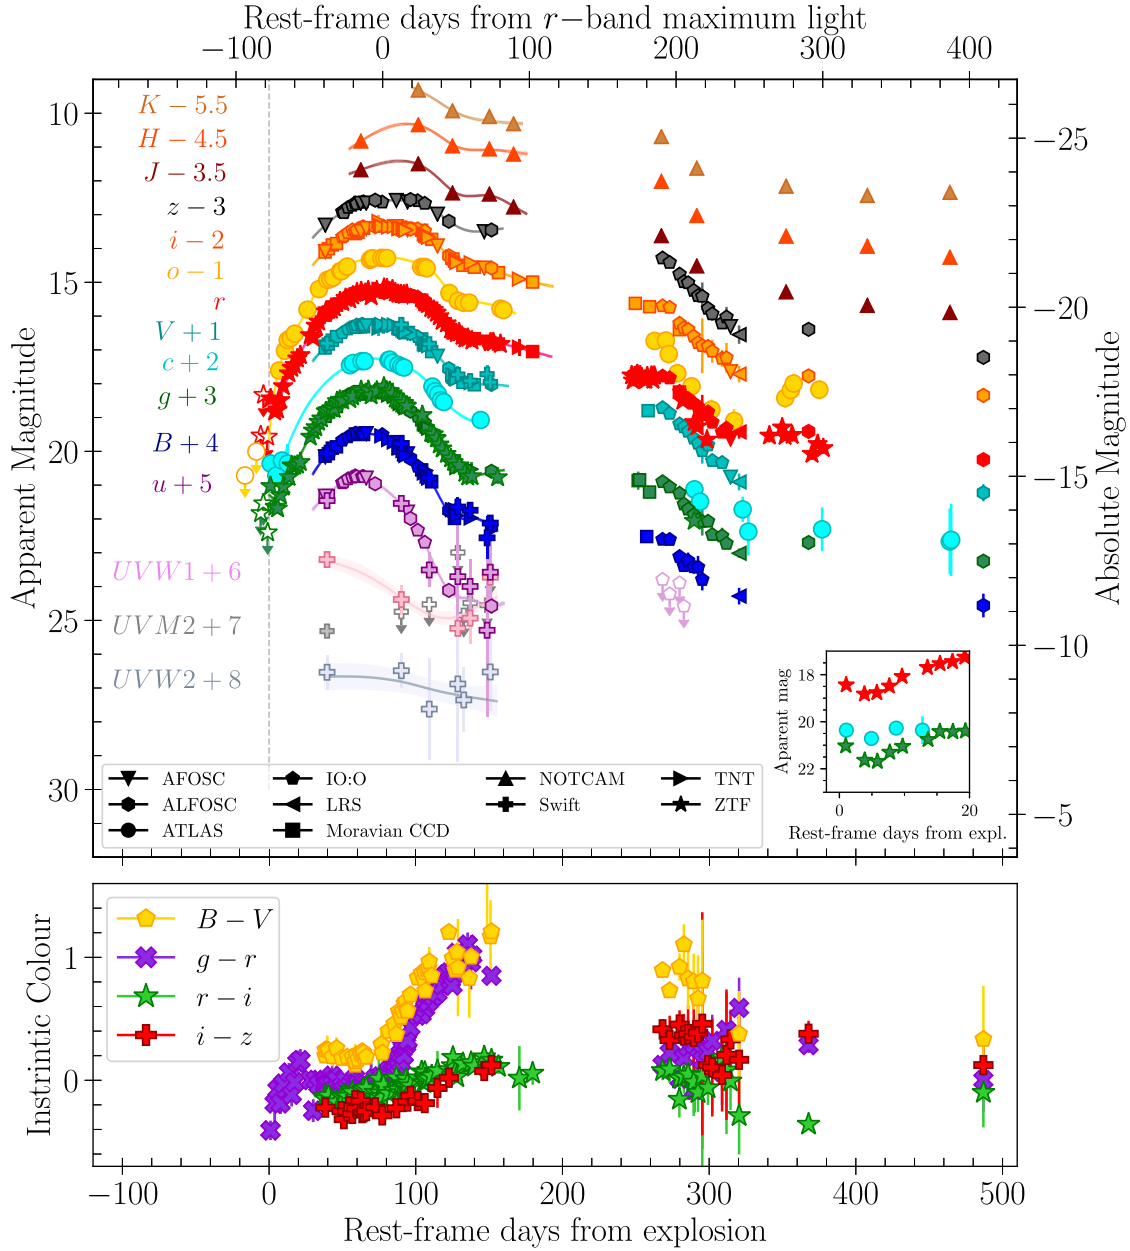 Rest-frame days from r−band maximum light
−100 0 100 200 300 400
K − 5.5
H − 4.5
J − 3.5
z − 3
i − 2
o − 1
r
V + 1
c + 2
g + 3
B + 4
u + 5
UVW1 + 6
UVM2 + 7
UVW2 + 8
10
15
20
25
30
Apparent Magnitude
−25
−20
−15
−10
−5
Absolute Magnitude
18
20
22
Apparent mag
0 20
Rest-frame days from expl.
AFOSC IO:O NOTCAM TNT
ALFOSC LRS Swift ZTF
ATLAS Moravian CCD
B − V
g − r
r − i
i − z
1
0
Instrintic Colour
−100 0 100 200 300 400 500
Rest-frame days from explosion